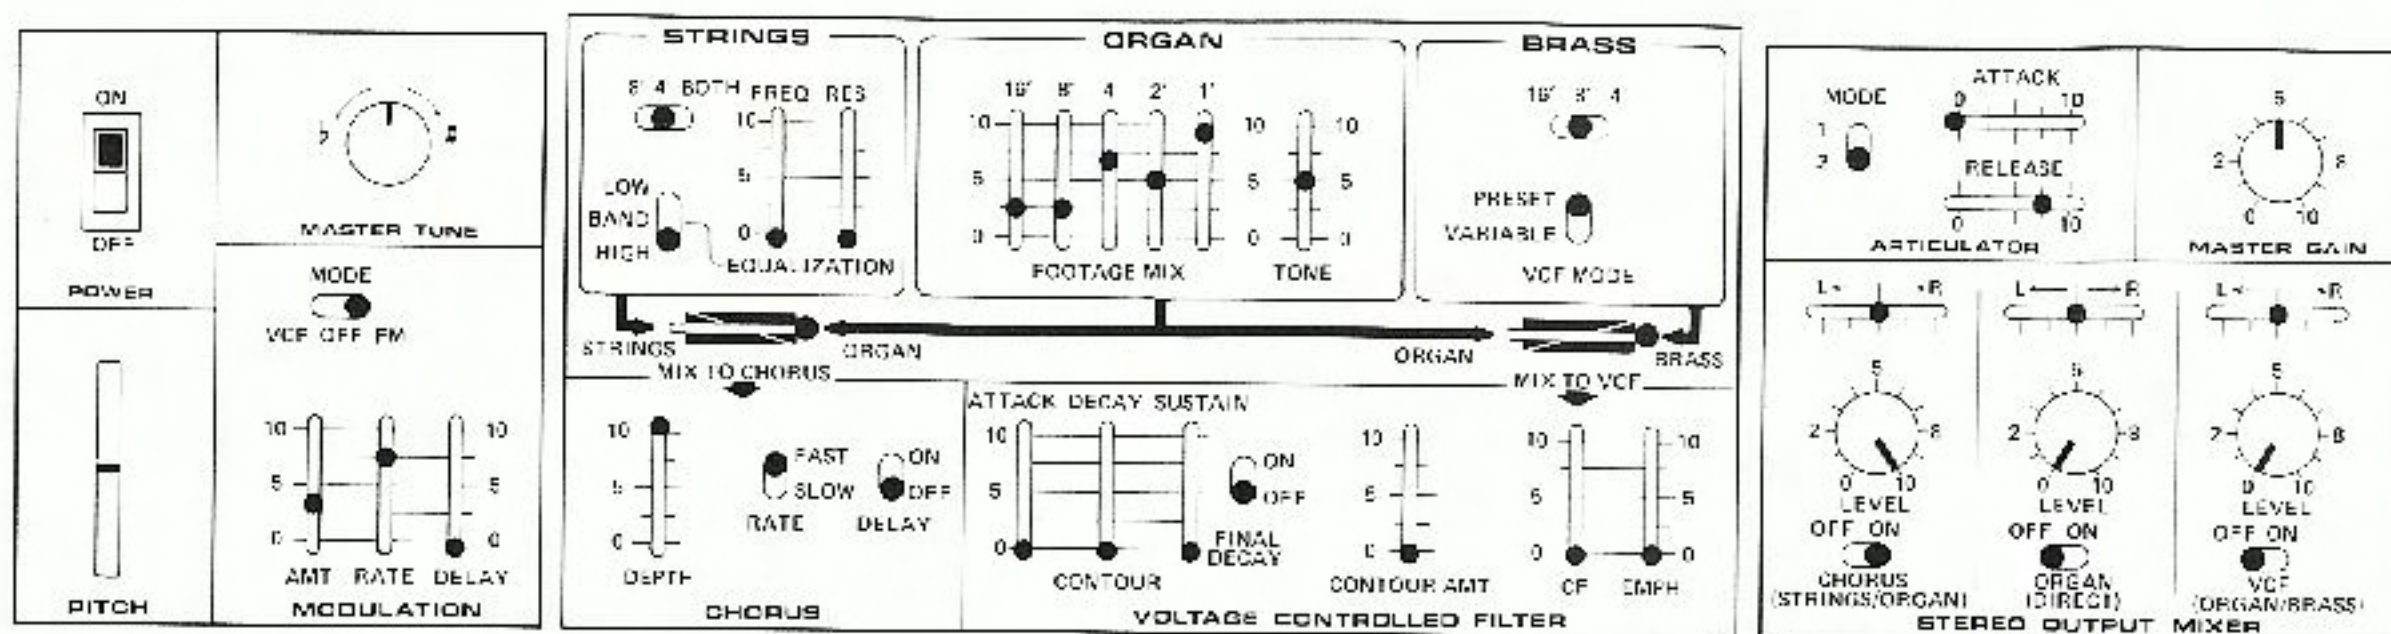 ON
OFF
POWER
♭ ♯
MASTER TUNE
MODE
VCF OFF FM
10 10
5 5
0 0
AMT RATE DELAY
MODULATION
PITCH
STRINGS
8' 4 BOTH
FREQ RES
10
5
0
LOW
BAND
HIGH
EQUALIZATION
ORGAN
16' 8' 4 2' 1'
10 10 10
5 5 5
0 0 0
FOOTAGE MIX
TONE
BRASS
16' 8' 4
PRESET
VARIABLE
VCF MODE
STRINGS ORGAN
MIX TO CHORUS
ORGAN BRASS
MIX TO VCF
10
5
0
DEPTH
FAST
SLOW
RATE
ON
OFF
DELAY
CHORUS
ATTACK DECAY SUSTAIN
10
5
0
CONTOUR
ON
OFF
FINAL
DECAY
10
5
0
CONTOUR AMT
10 10
5
0 0
CF EMPH
VOLTAGE CONTROLLED FILTER
MODE
1
2
ATTACK
0 10
RELEASE
0 10
ARTICULATOR
5
2 8
0 10
MASTER GAIN
L R
5
2 8
0 10
LEVEL
OFF ON
CHORUS
(STRINGS/ORGAN)
L R
5
2 8
0 10
LEVEL
OFF ON
ORGAN
(DIRECT)
L R
5
2 8
0 10
LEVEL
OFF ON
VCF
(ORGAN/BRASS)
STEREO OUTPUT MIXER